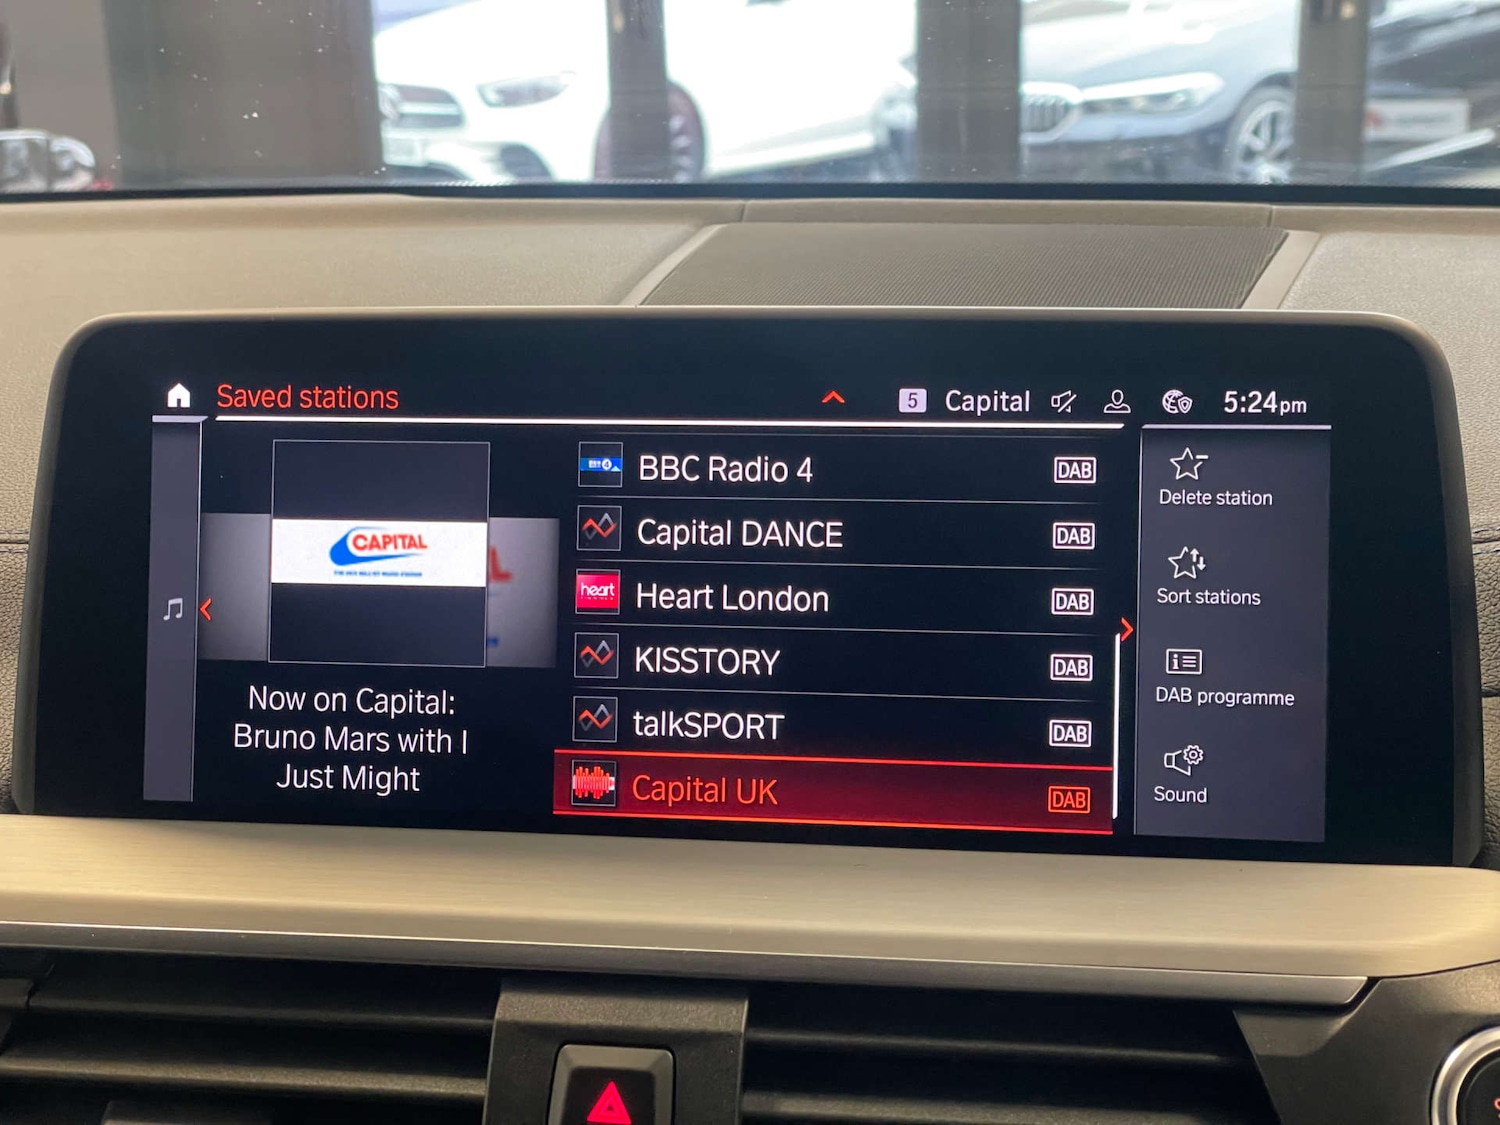 Saved stations
5 Capital
5:24pm
CAPITAL
Now on Capital:
Bruno Mars with I
Just Might
BBC Radio 4 DAB
Capital DANCE DAB
heart
Heart London DAB
KISSTORY DAB
talkSPORT DAB
Capital UK DAB
Delete station
Sort stations
DAB programme
Sound